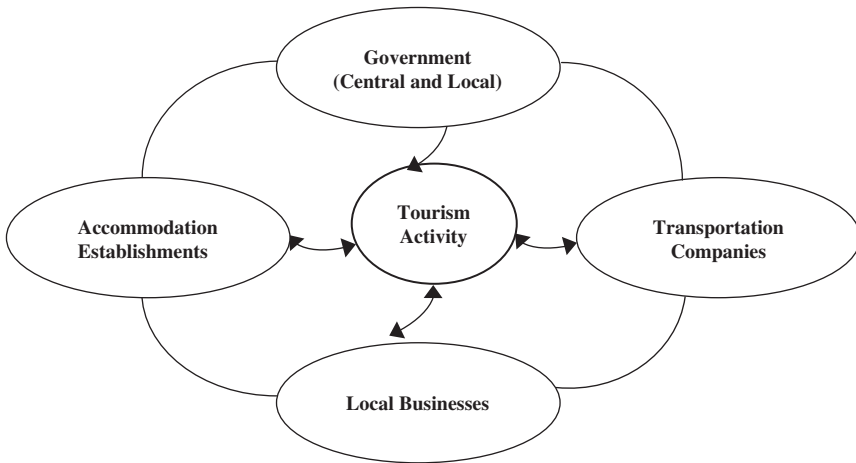 Government
(Central and Local)
Accommodation
Establishments
Tourism
Activity
Transportation
Companies
Local Businesses